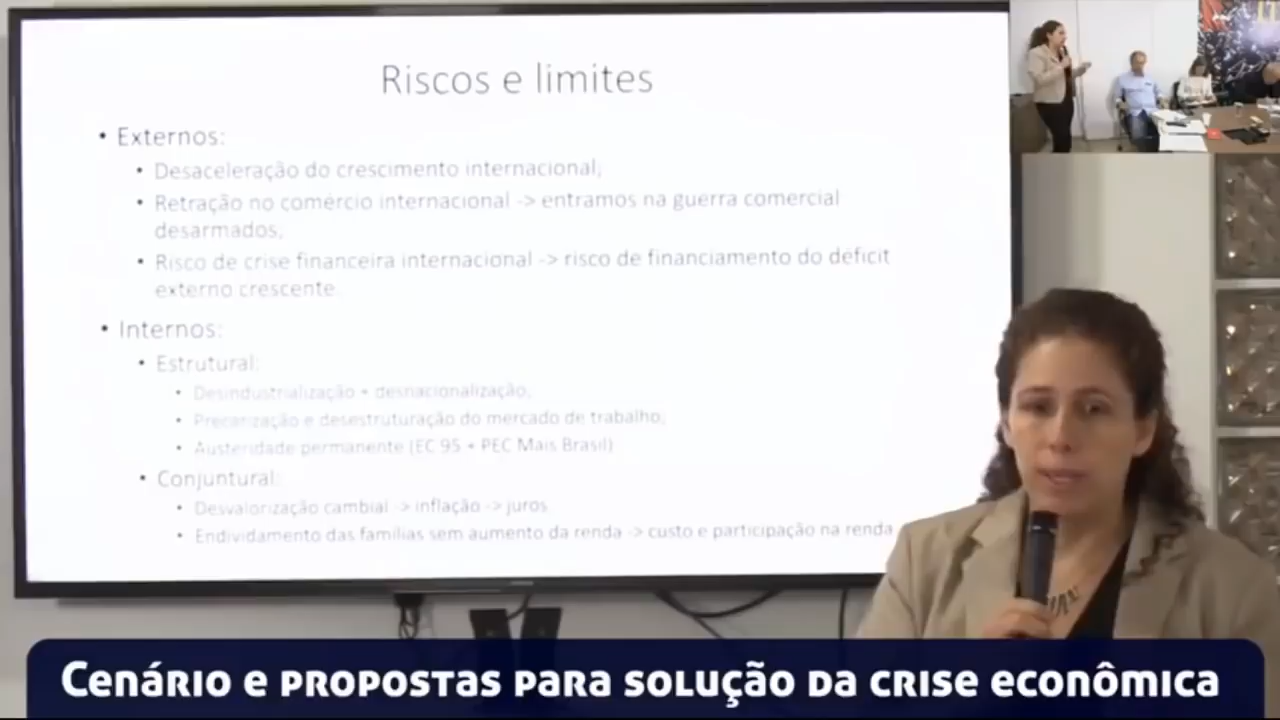 Riscos e limites
• Externos:
• Desaceleração do crescimento internacional;
• Retração no comércio internacional -> entramos na guerra comercial
desarmados;
• Risco de crise financeira internacional -> risco de financiamento do déficit
externo crescente.
• Internos:
• Estrutural:
• Desindustrialização + desnacionalização;
• Precarização e desestruturação do mercado de trabalho;
• Austeridade permanente (EC 95 + PEC Mais Brasil)
• Conjuntural:
• Desvalorização cambial -> inflação -> juros
• Endividamento das famílias sem aumento da renda -> custo e participação na renda
Cenário e propostas para solução da crise econômica